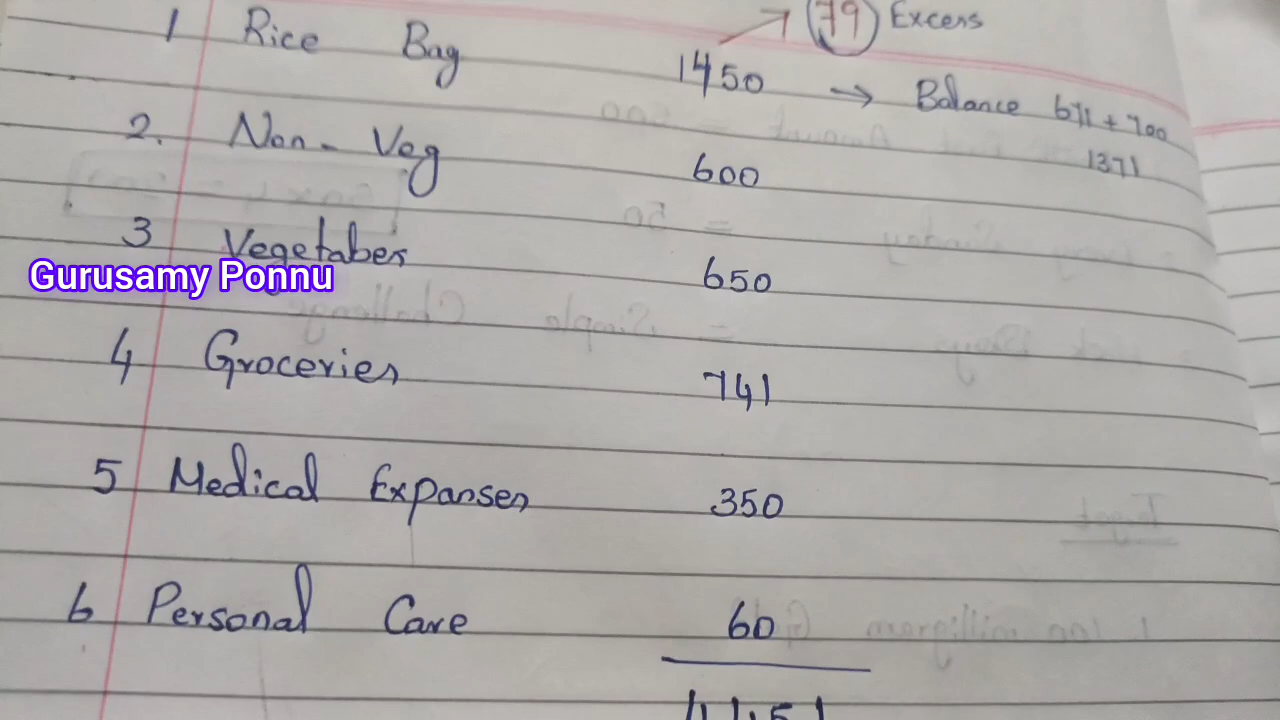 79 Excess
1 Rice Bag 1450 → Balance 671 + 700
1371
2. Non-Veg 600
3 Vegetabes 650
Gurusamy Ponnu
4 Groceries 741
5 Medical Expanses 350
6 Personal Care 60